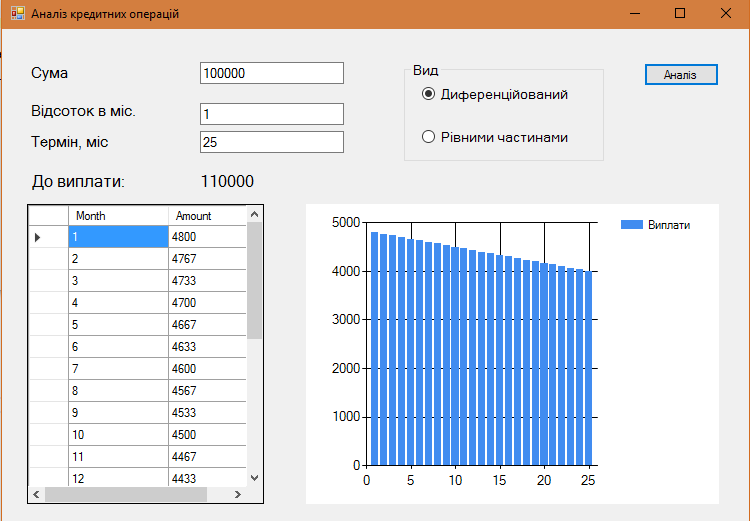 Аналіз кредитних операцій
Сума
100000
Вид
Диференційований
Рівними частинами
Аналіз
Відсоток в міс.
1
Термін, міс
25
До виплати:
110000
Month Amount
1 4800
2 4767
3 4733
4 4700
5 4667
6 4633
7 4600
8 4567
9 4533
10 4500
11 4467
12 4433
5000
4000
3000
2000
1000
0
0 5 10 15 20 25
Виплати